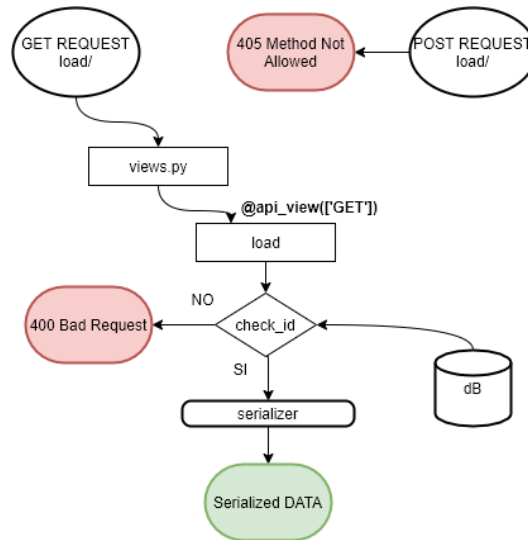 GET REQUEST
load/
405 Method Not
Allowed
POST REQUEST
load/
views.py
@api_view(['GET'])
load
NO
400 Bad Request
check_id
SI
dB
serializer
Serialized DATA